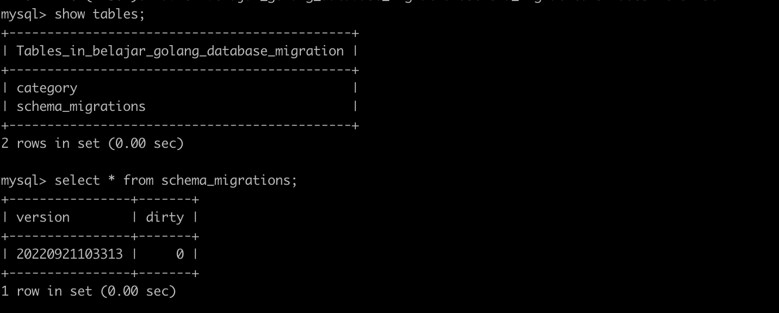 mysql> show tables;
+-------------------------------------------+
| Tables_in_belajar_golang_database_migration |
+-------------------------------------------+
| category |
| schema_migrations |
+-------------------------------------------+
2 rows in set (0.00 sec)
mysql> select * from schema_migrations;
+----------------+-------+
| version | dirty |
+----------------+-------+
| 20220921103313 | 0 |
+----------------+-------+
1 row in set (0.00 sec)